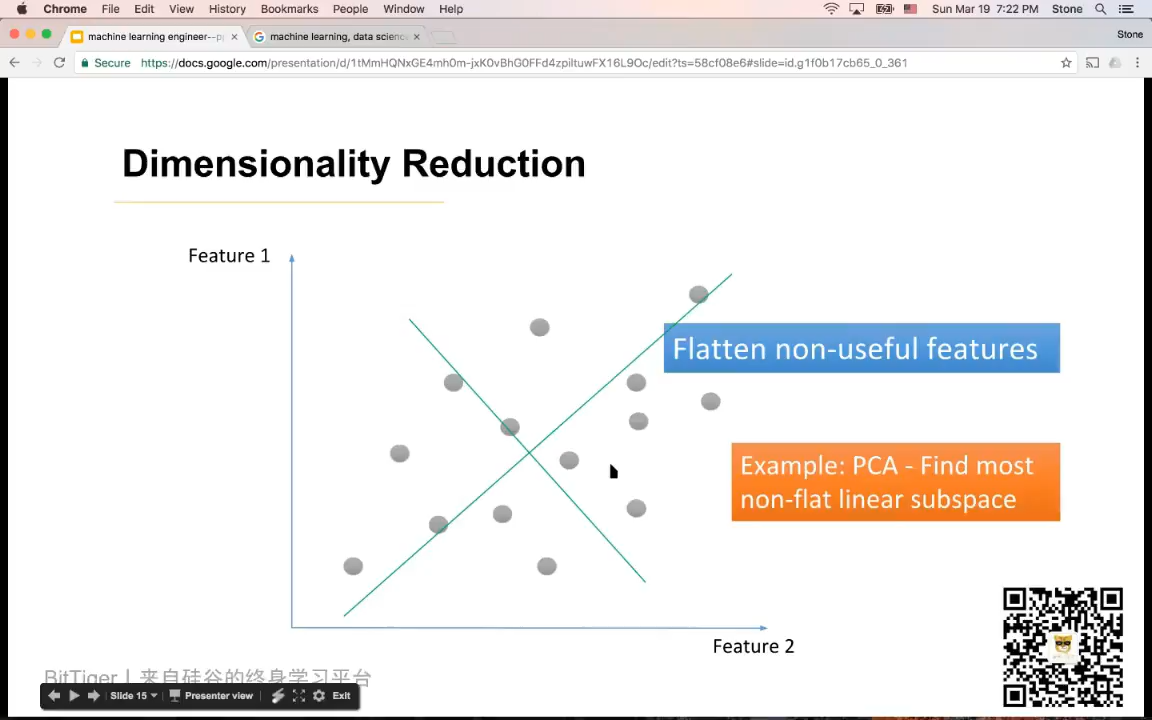 Chrome File Edit View History Bookmarks People Window Help Sun Mar 19 7:22 PM Stone
machine learning engineer--p machine learning, data scienc Stone
Secure https://docs.google.com/presentation/d/1tMmHQNxGE4mh0m-jxK0vBhG0FFd4zpiltuwFX16L9Oc/edit?ts=58cf08e6#slide=id.g1f0b17cb65_0_361
Dimensionality Reduction
Feature 1
Flatten non-useful features
Example: PCA - Find most
non-flat linear subspace
Feature 2
BitTiger | 来自硅谷的终身学习平台
Slide 15 Presenter view Exit